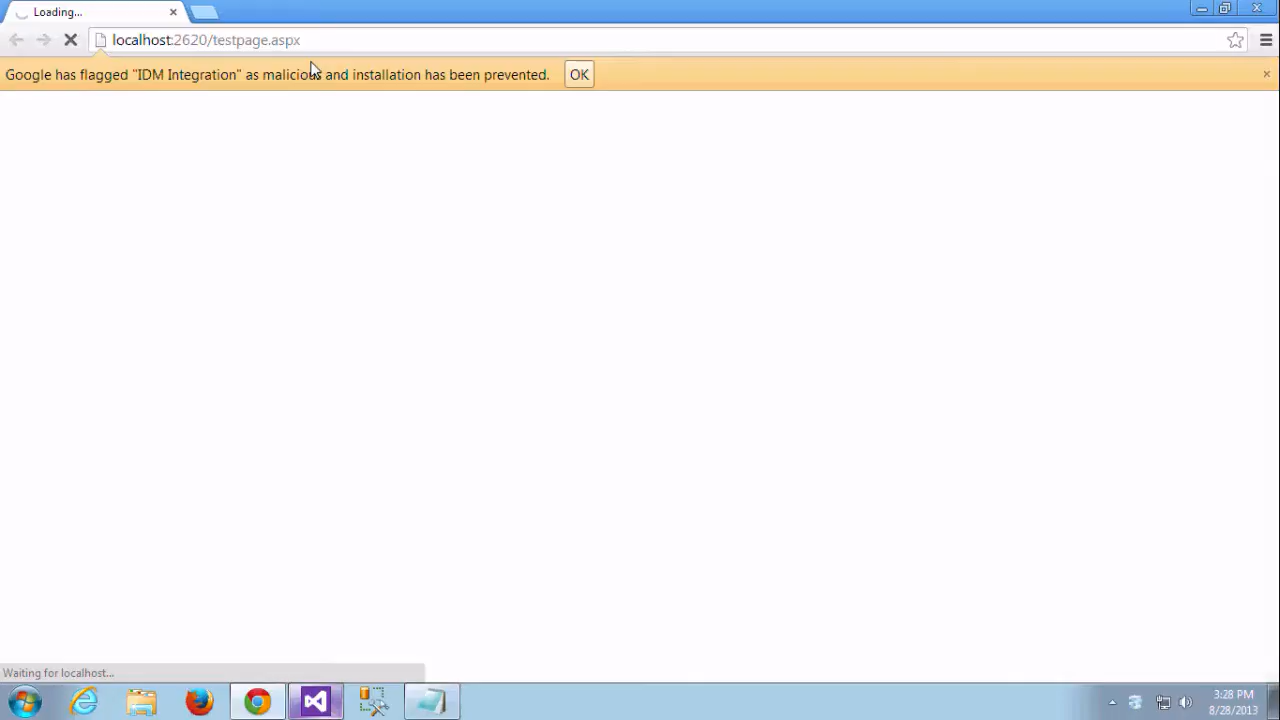 Loading...
localhost:2620/testpage.aspx
Google has flagged "IDM Integration" as malicious and installation has been prevented.
OK
Waiting for localhost...
3:28 PM
8/28/2013